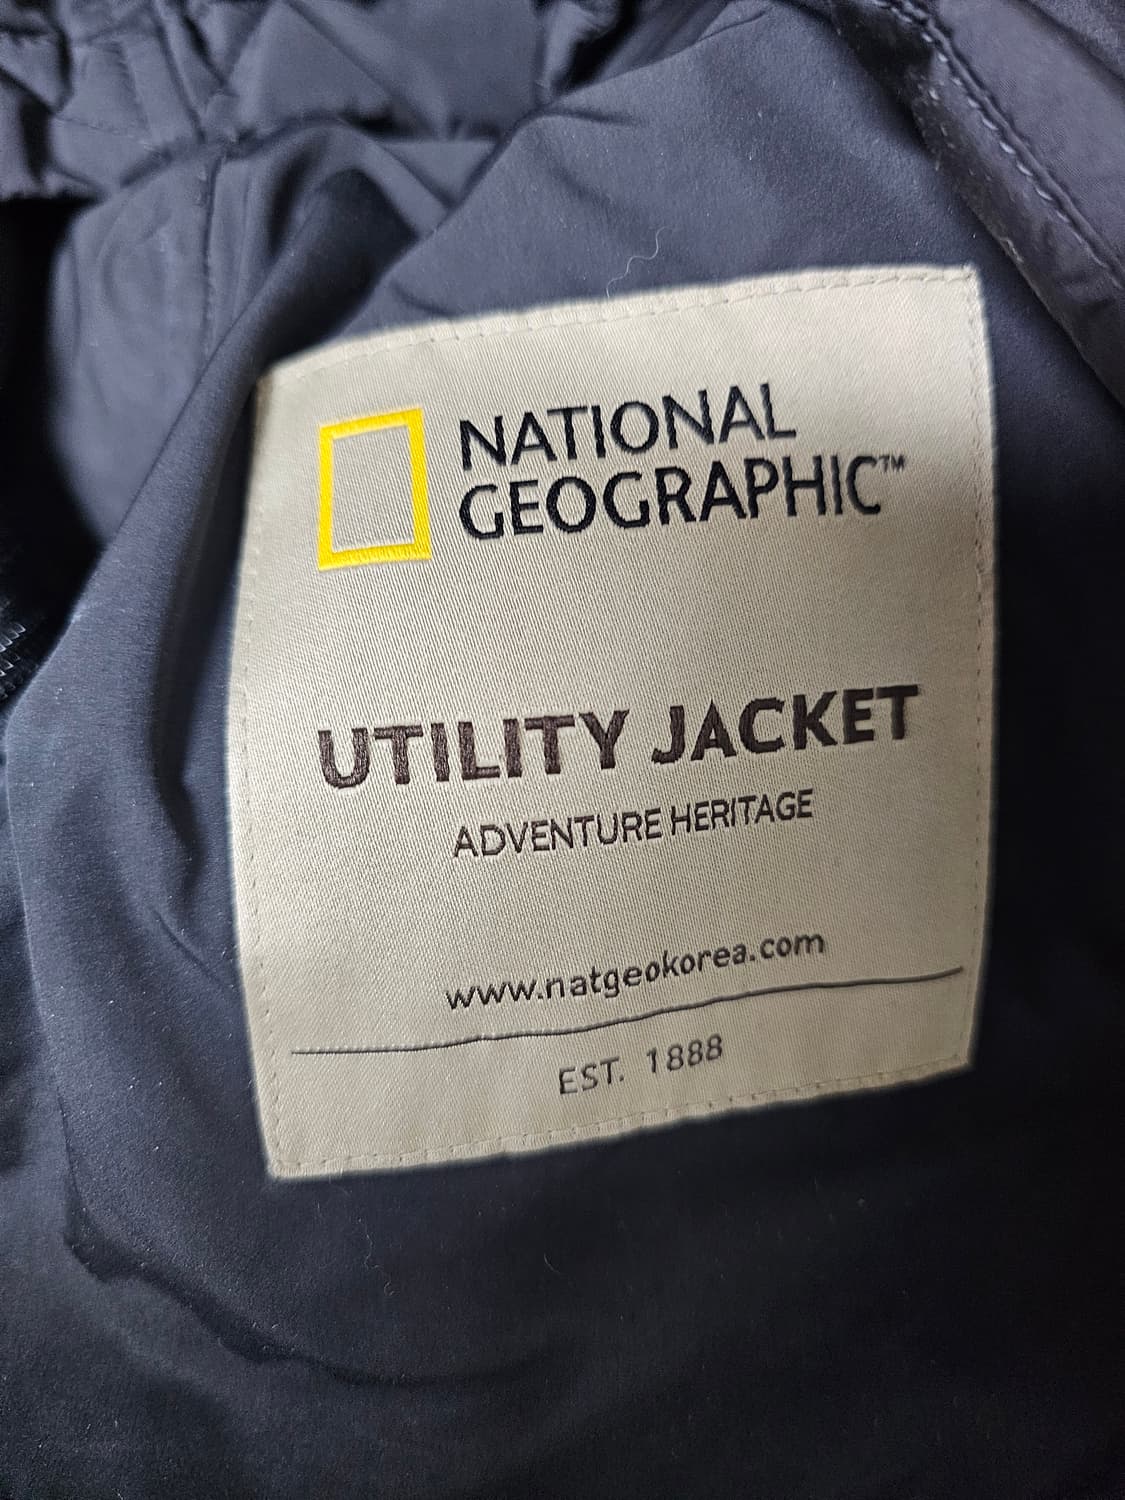 NATIONAL
GEOGRAPHIC™
UTILITY JACKET
ADVENTURE HERITAGE
www.natgeokorea.com
EST. 1888